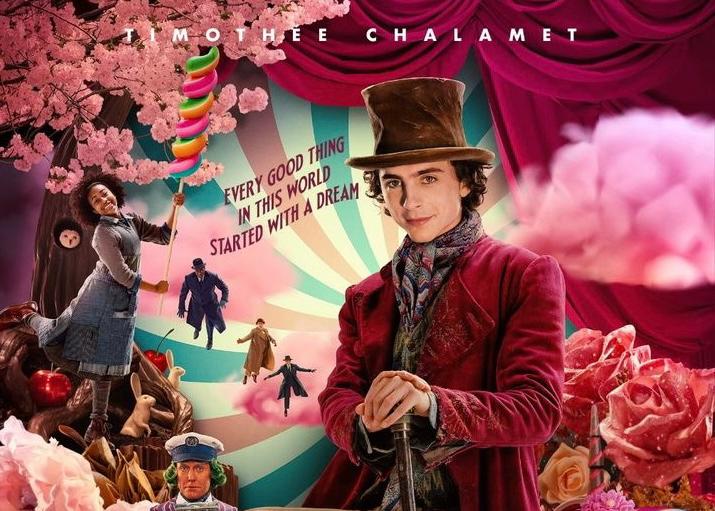 TIMOTHÉE CHALAMET
EVERY GOOD THING
IN THIS WORLD
STARTED WITH A DREAM